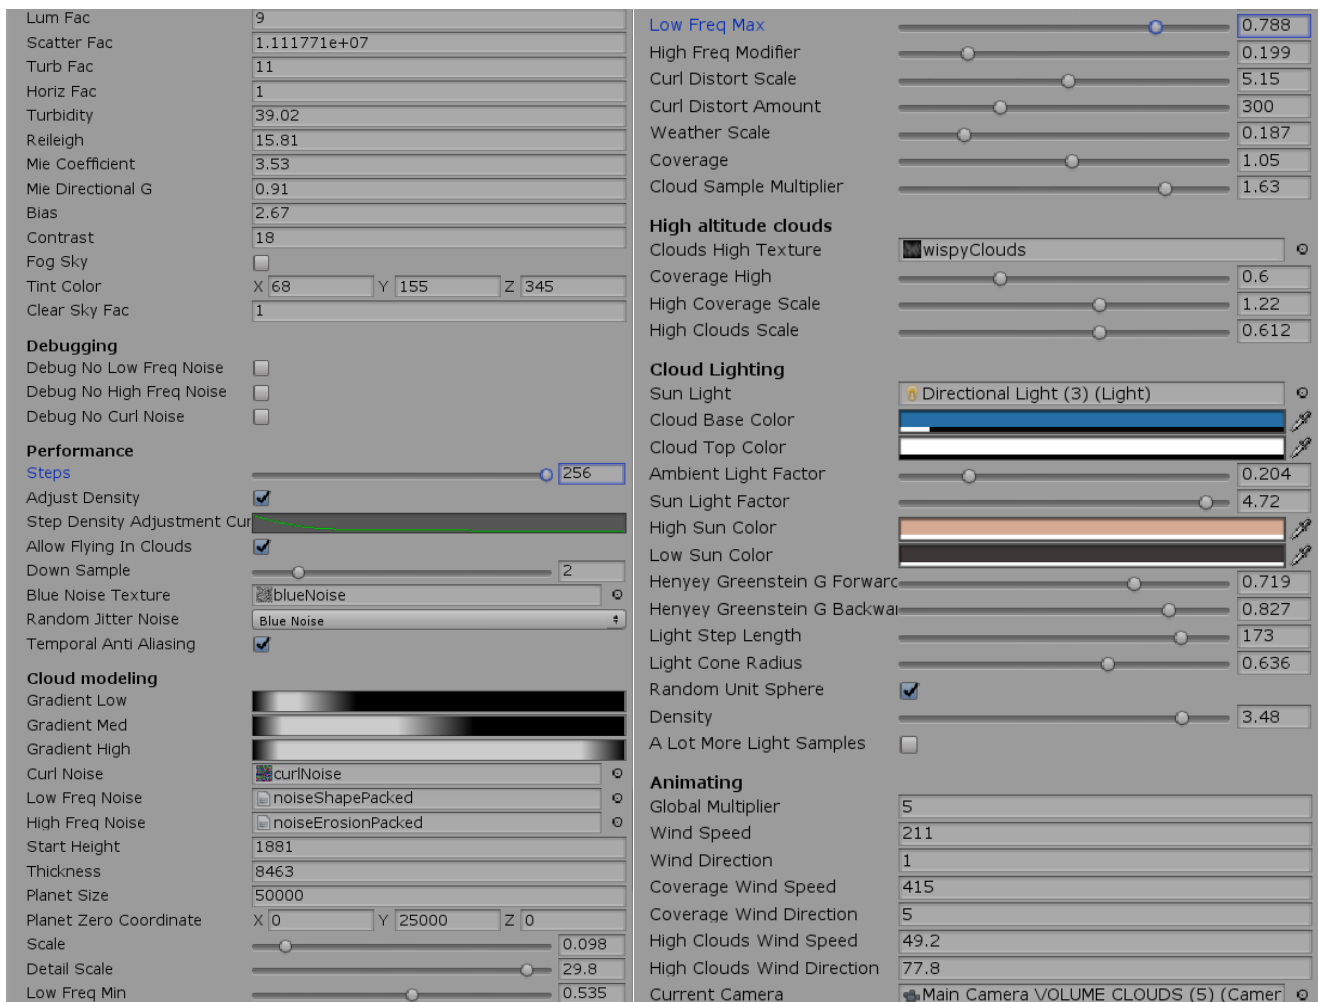 Lum Fac 9
Scatter Fac 1.111771e+07
Turb Fac 11
Horiz Fac 1
Turbidity 39.02
Reileigh 15.81
Mie Coefficient 3.53
Mie Directional G 0.91
Bias 2.67
Contrast 18
Fog Sky
Tint Color X 68 Y 155 Z 345
Clear Sky Fac 1
Debugging
Debug No Low Freq Noise
Debug No High Freq Noise
Debug No Curl Noise
Performance
Steps 256
Adjust Density
Step Density Adjustment Cur
Allow Flying In Clouds
Down Sample 2
Blue Noise Texture blueNoise
Random Jitter Noise Blue Noise
Temporal Anti Aliasing
Cloud modeling
Gradient Low
Gradient Med
Gradient High
Curl Noise curlNoise
Low Freq Noise noiseShapePacked
High Freq Noise noiseErosionPacked
Start Height 1881
Thickness 8463
Planet Size 50000
Planet Zero Coordinate X 0 Y 25000 Z 0
Scale 0.098
Detail Scale 29.8
Low Freq Min 0.535
Low Freq Max 0.788
High Freq Modifier 0.199
Curl Distort Scale 5.15
Curl Distort Amount 300
Weather Scale 0.187
Coverage 1.05
Cloud Sample Multiplier 1.63
High altitude clouds
Clouds High Texture wispyClouds
Coverage High 0.6
High Coverage Scale 1.22
High Clouds Scale 0.612
Cloud Lighting
Sun Light Directional Light (3) (Light)
Cloud Base Color
Cloud Top Color
Ambient Light Factor 0.204
Sun Light Factor 4.72
High Sun Color
Low Sun Color
Henyey Greenstein G Forwarc 0.719
Henyey Greenstein G Backwar 0.827
Light Step Length 173
Light Cone Radius 0.636
Random Unit Sphere
Density 3.48
A Lot More Light Samples
Animating
Global Multiplier 5
Wind Speed 211
Wind Direction 1
Coverage Wind Speed 415
Coverage Wind Direction 5
High Clouds Wind Speed 49.2
High Clouds Wind Direction 77.8
Current Camera Main Camera VOLUME CLOUDS (5) (Camer